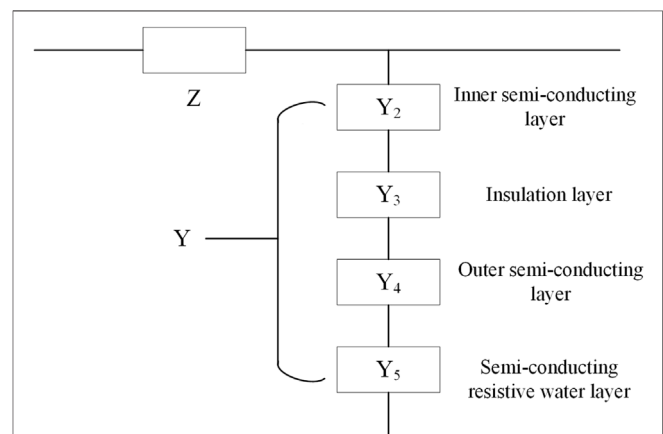 Z
Y
Y₂
Inner semi-conducting
layer
Y₃
Insulation layer
Y₄
Outer semi-conducting
layer
Y₅
Semi-conducting
resistive water layer